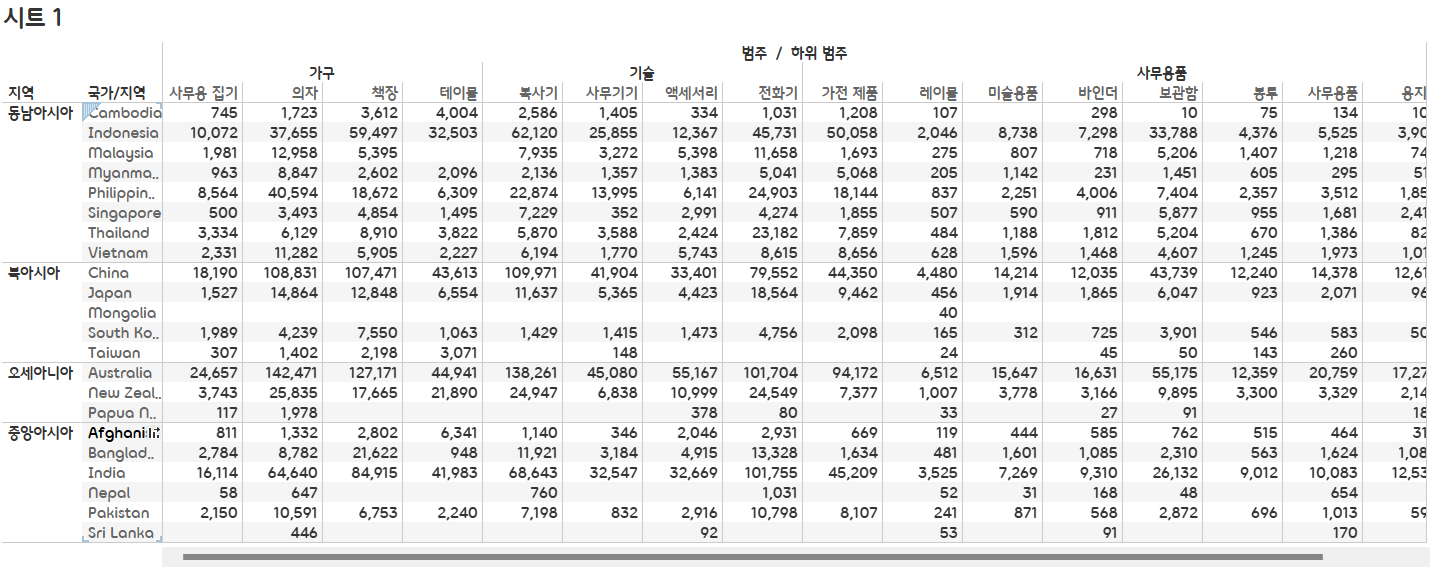 시트 1
범주 / 하위 범주
가구 기술 사무용품
지역 국가/지역 사무용 집기 의자 책장 테이블 복사기 사무기기 액세서리 전화기 가전 제품 레이블 미술용품 바인더 보관함 봉투 사무용품 용지
동남아시아 Cambodia 745 1,723 3,612 4,004 2,586 1,405 334 1,031 1,208 107 298 10 75 134 10
Indonesia 10,072 37,655 59,497 32,503 62,120 25,855 12,367 45,731 50,058 2,046 8,738 7,298 33,788 4,376 5,525 3,90
Malaysia 1,981 12,958 5,395 7,935 3,272 5,398 11,658 1,693 275 807 718 5,206 1,407 1,218 74
Myanma.. 963 8,847 2,602 2,096 2,136 1,357 1,383 5,041 5,068 205 1,142 231 1,451 605 295 51
Philippin.. 8,564 40,594 18,672 6,309 22,874 13,995 6,141 24,903 18,144 837 2,251 4,006 7,404 2,357 3,512 1,85
Singapore 500 3,493 4,854 1,495 7,229 352 2,991 4,274 1,855 507 590 911 5,877 955 1,681 2,41
Thailand 3,334 6,129 8,910 3,822 5,870 3,588 2,424 23,182 7,859 484 1,188 1,812 5,204 670 1,386 82
Vietnam 2,331 11,282 5,905 2,227 6,194 1,770 5,743 8,615 8,656 628 1,596 1,468 4,607 1,245 1,973 1,01
북아시아 China 18,190 108,831 107,471 43,613 109,971 41,904 33,401 79,552 44,350 4,480 14,214 12,035 43,739 12,240 14,378 12,61
Japan 1,527 14,864 12,848 6,554 11,637 5,365 4,423 18,564 9,462 456 1,914 1,865 6,047 923 2,071 96
Mongolia 40
South Ko.. 1,989 4,239 7,550 1,063 1,429 1,415 1,473 4,756 2,098 165 312 725 3,901 546 583 50
Taiwan 307 1,402 2,198 3,071 148 24 45 50 143 260
오세아니아 Australia 24,657 142,471 127,171 44,941 138,261 45,080 55,167 101,704 94,172 6,512 15,647 16,631 55,175 12,359 20,759 17,27
New Zeal.. 3,743 25,835 17,665 21,890 24,947 6,838 10,999 24,549 7,377 1,007 3,778 3,166 9,895 3,300 3,329 2,14
Papua N.. 117 1,978 378 80 33 27 91 18
중앙아시아 811 1,332 2,802 6,341 1,140 346 2,046 2,931 669 119 444 585 762 515 464 31
Banglad.. 2,784 8,782 21,622 948 11,921 3,184 4,915 13,328 1,634 481 1,601 1,085 2,310 563 1,624 1,08
India 16,114 64,640 84,915 41,983 68,643 32,547 32,669 101,755 45,209 3,525 7,269 9,310 26,132 9,012 10,083 12,53
Nepal 58 647 760 1,031 52 31 168 48 654
Pakistan 2,150 10,591 6,753 2,240 7,198 832 2,916 10,798 8,107 241 871 568 2,872 696 1,013 59
Sri Lanka 446 92 53 91 170